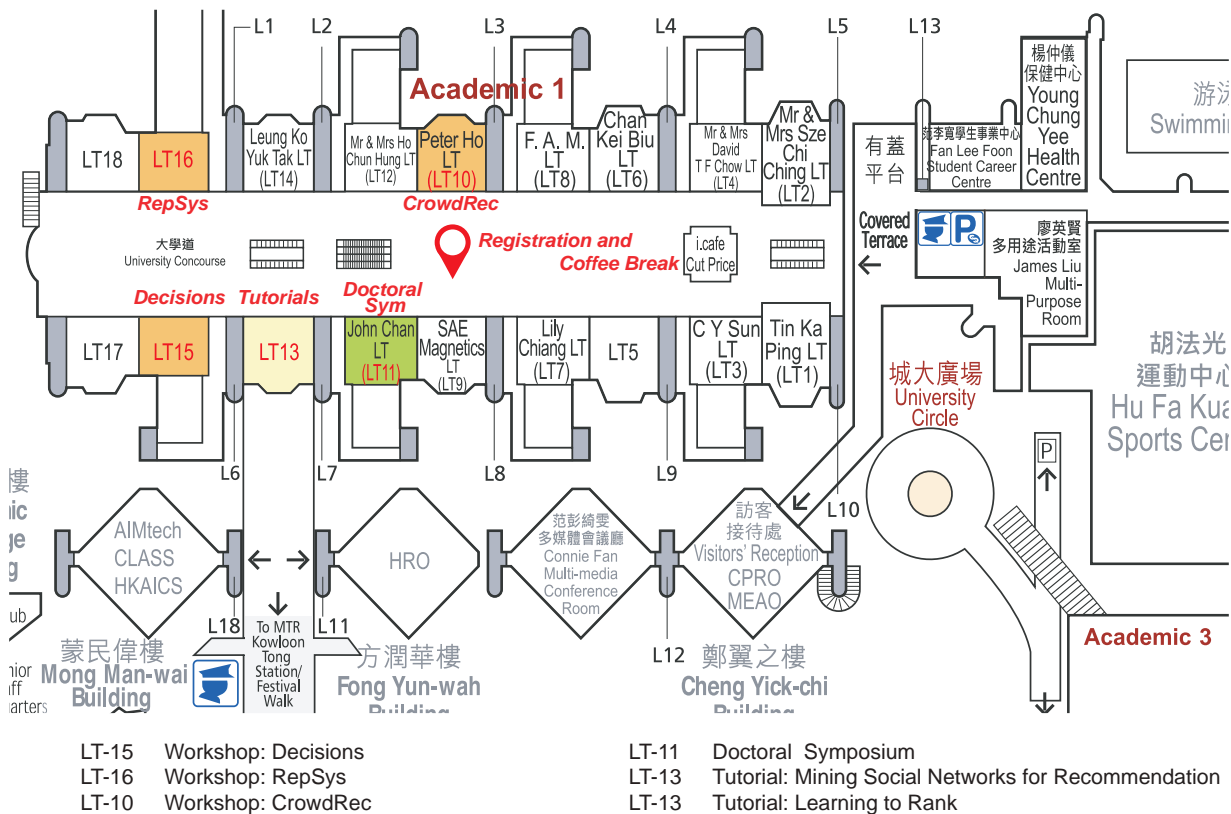 L1
L2
L3
L4
L5
L13
Academic 1
楊仲儀
保健中心
Young
Chung
Yee
Health
Centre
游
Swimmin
LT18
LT16
Leung Ko
Yuk Tak LT
(LT14)
Mr & Mrs Ho
Chun Hung LT
(LT12)
Peter Ho
LT
(LT10)
F. A. M.
LT
(LT8)
Chan
Kei Biu
LT
(LT6)
Mr & Mrs
David
T F Chow LT
(LT4)
Mr &
Mrs Sze
Chi
Ching LT
(LT2)
有蓋
平台
范李寬學生事業中心
Fan Lee Foon
Student Career
Centre
RepSys
CrowdRec
大學道
University Concourse
Registration and
Coffee Break
i.cafe
Cut Price
Covered
Terrace
P
廖英賢
多用途活動室
James Liu
Multi-
Purpose
Room
Decisions
Tutorials
Doctoral
Sym
LT17
LT15
LT13
John Chan
LT
(LT11)
SAE
Magnetics
LT
(LT9)
Lily
Chiang LT
(LT7)
LT5
C Y Sun
LT
(LT3)
Tin Ka
Ping LT
(LT1)
城大廣場
University
Circle
胡法光
運動中
Hu Fa Kua
Sports Cen
P
L6
L7
L8
L9
L10
樓
ic
ge
g
AIMtech
CLASS
HKAICS
HRO
范彭綺雯
多媒體會議廳
Connie Fan
Multi-media
Conference
Room
訪客
接待處
Visitors' Reception
CPRO
MEAO
L18
L11
L12
To MTR
Kowloon
Tong
Station/
Festival
Walk
ub
nior
aff
arters
蒙民偉樓
Mong Man-wai
Building
方潤華樓
Fong Yun-wah
Building
鄭翼之樓
Cheng Yick-chi
Building
Academic 3
LT-15 Workshop: Decisions
LT-16 Workshop: RepSys
LT-10 Workshop: CrowdRec
LT-11 Doctoral Symposium
LT-13 Tutorial: Mining Social Networks for Recommendation
LT-13 Tutorial: Learning to Rank